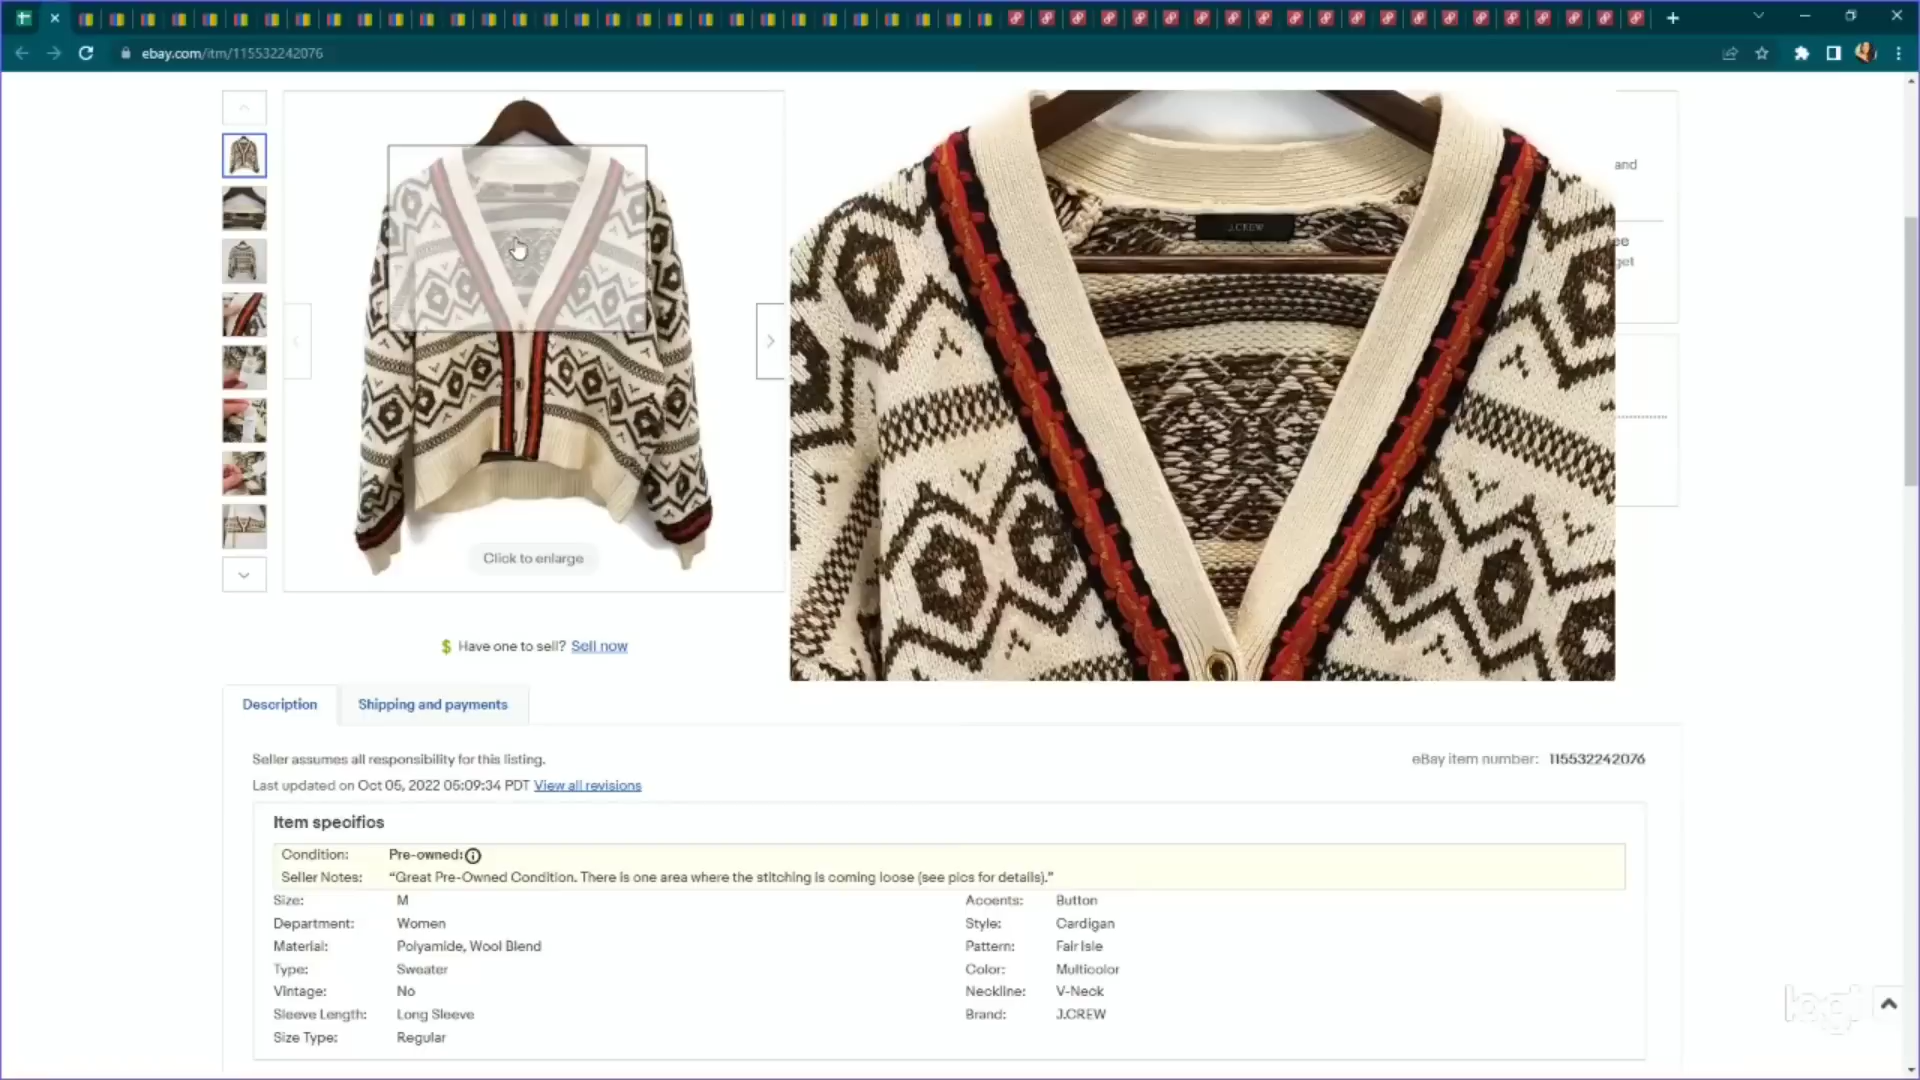 ebay.com/itm/115532242076
and
J.CREW
ee
get
Click to enlarge
$ Have one to sell? Sell now
Description
Shipping and payments
Seller assumes all responsibility for this listing.
eBay item number: 115532242076
Last updated on Oct 05, 2022 05:09:34 PDT View all revisions
Item specifics
Condition: Pre-owned:
Seller Notes: “Great Pre-Owned Condition. There is one area where the stitching is coming loose (see pics for details).”
Size: M
Accents: Button
Department: Women
Style: Cardigan
Material: Polyamide, Wool Blend
Pattern: Fair Isle
Type: Sweater
Color: Multicolor
Vintage: No
Neckline: V-Neck
Sleeve Length: Long Sleeve
Brand: J.CREW
Size Type: Regular